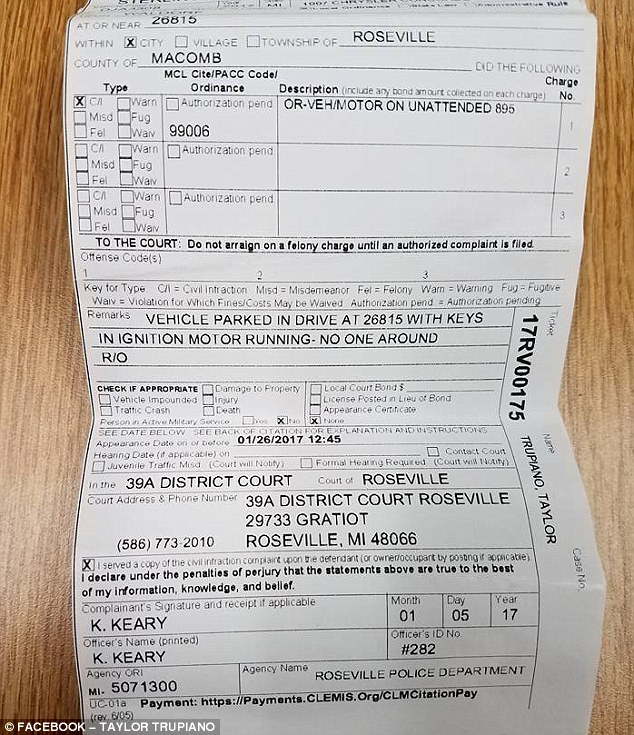 1997 CHRYSLER
AT OR NEAR 26815
WITHIN X CITY VILLAGE TOWNSHIP OF ROSEVILLE
COUNTY OF MACOMB DID THE FOLLOWING
Type MCL Cite/PACC Code/ Ordinance Description (include any bond amount collected on each charge) Charge No.
X C/I Warn Authorization pend OR-VEH/MOTOR ON UNATTENDED 895
Misd Fug 1
Fel Waiv 99006
C/I Warn Authorization pend
Misd Fug 2
Fel Waiv
C/I Warn Authorization pend
Misd Fug 3
Fel Waiv
TO THE COURT: Do not arraign on a felony charge until an authorized complaint is filed.
Offense Code(s)
1 2 3
Key for Type C/I = Civil Infraction Misd = Misdemeanor Fel = Felony Warn = Warning Fug = Fugitive
Waiv = Violation for Which Fines/Costs May be Waived Authorization pend = Authorization pending
Remarks VEHICLE PARKED IN DRIVE AT 26815 WITH KEYS
IN IGNITION MOTOR RUNNING- NO ONE AROUND
R/O
CHECK IF APPROPRIATE Damage to Property Local Court Bond $
Vehicle Impounded Injury License Posted in Lieu of Bond
Traffic Crash Death Appearance Certificate
Person in Active Military Service Yes X No X None
SEE DATE BELOW. SEE BACK OF CITATION FOR EXPLANATION AND INSTRUCTIONS
Appearance Date on or before 01/26/2017 12:45
Hearing Date (if applicable) on Contact Court
Juvenile Traffic Misd (Court will Notify) Formal Hearing Required (Court will Notify)
In the 39A DISTRICT COURT Court of ROSEVILLE
Court Address & Phone Number 39A DISTRICT COURT ROSEVILLE
29733 GRATIOT
(586) 773-2010 ROSEVILLE, MI 48066
X I served a copy of the civil infraction complaint upon the defendant (or owner/occupant by posting if applicable)
I declare under the penalties of perjury that the statements above are true to the best
of my information, knowledge, and belief.
Complainant's Signature and receipt if applicable Month Day Year
K. KEARY 01 05 17
Officer's Name (printed) Officer's ID No
K. KEARY #282
Agency ORI Agency Name
MI- 5071300 ROSEVILLE POLICE DEPARTMENT
UC-01a Payment: https://Payments.CLEMIS.Org/CLMCitationPay
(rev. 6/05)
Ticket
17RV00175
Name
TRUPIANO, TAYLOR
Case No.
© FACEBOOK – TAYLOR TRUPIANO